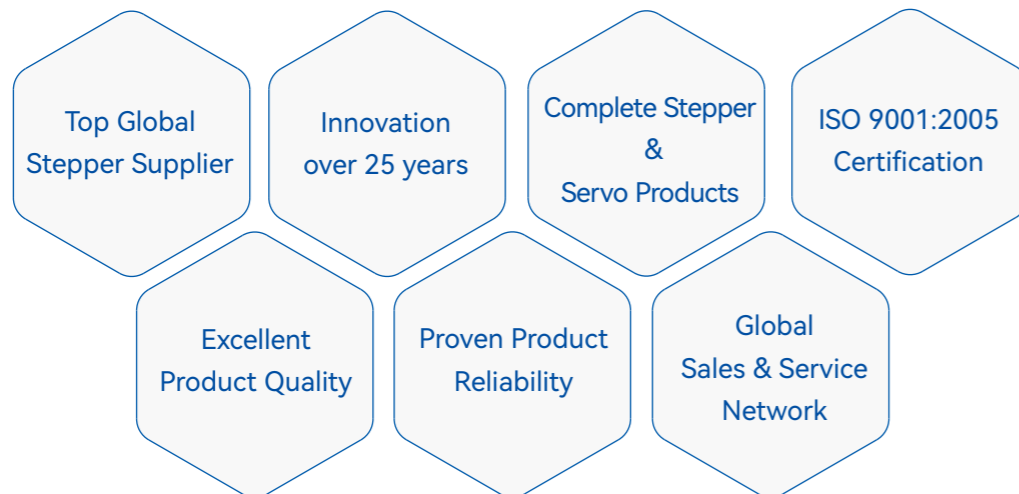 Top Global
Stepper Supplier
Innovation
over 25 years
Complete Stepper
&
Servo Products
ISO 9001:2005
Certification
Excellent
Product Quality
Proven Product
Reliability
Global
Sales & Service
Network